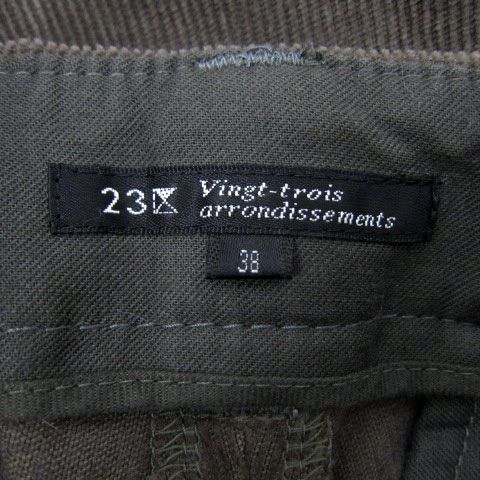 23区 Vingt-trois
arrondissements
38